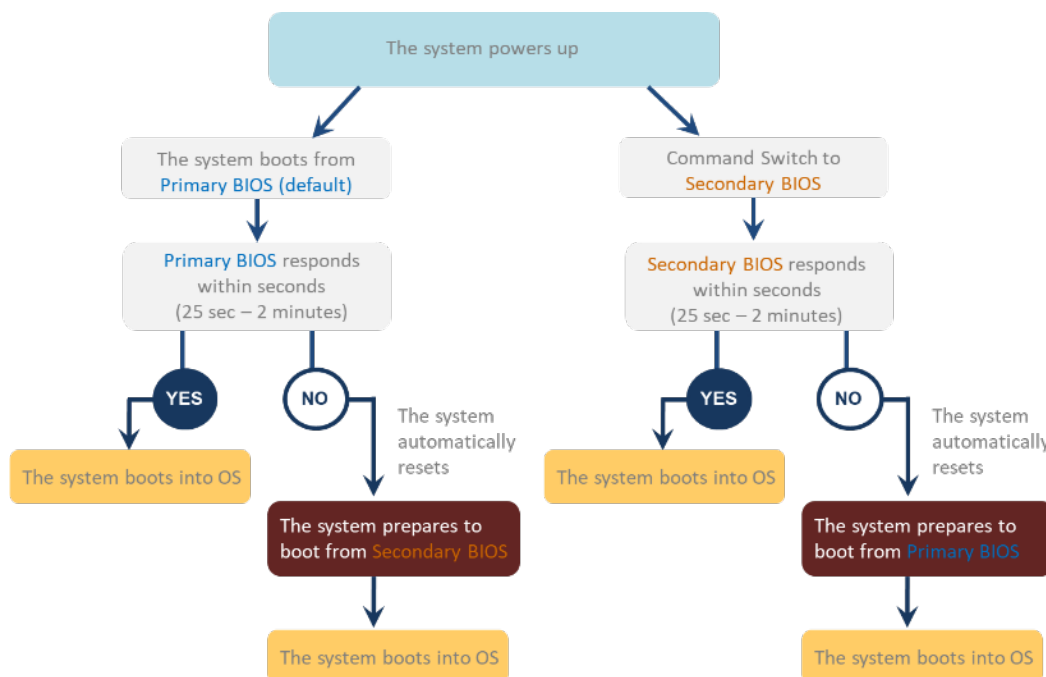 The system powers up
The system boots from
Primary BIOS (default)
Command Switch to
Secondary BIOS
Primary BIOS responds
within seconds
(25 sec – 2 minutes)
Secondary BIOS responds
within seconds
(25 sec – 2 minutes)
YES
NO
YES
NO
The system
automatically
resets
The system
automatically
resets
The system boots into OS
The system boots into OS
The system prepares to
boot from Secondary BIOS
The system prepares to
boot from Primary BIOS
The system boots into OS
The system boots into OS